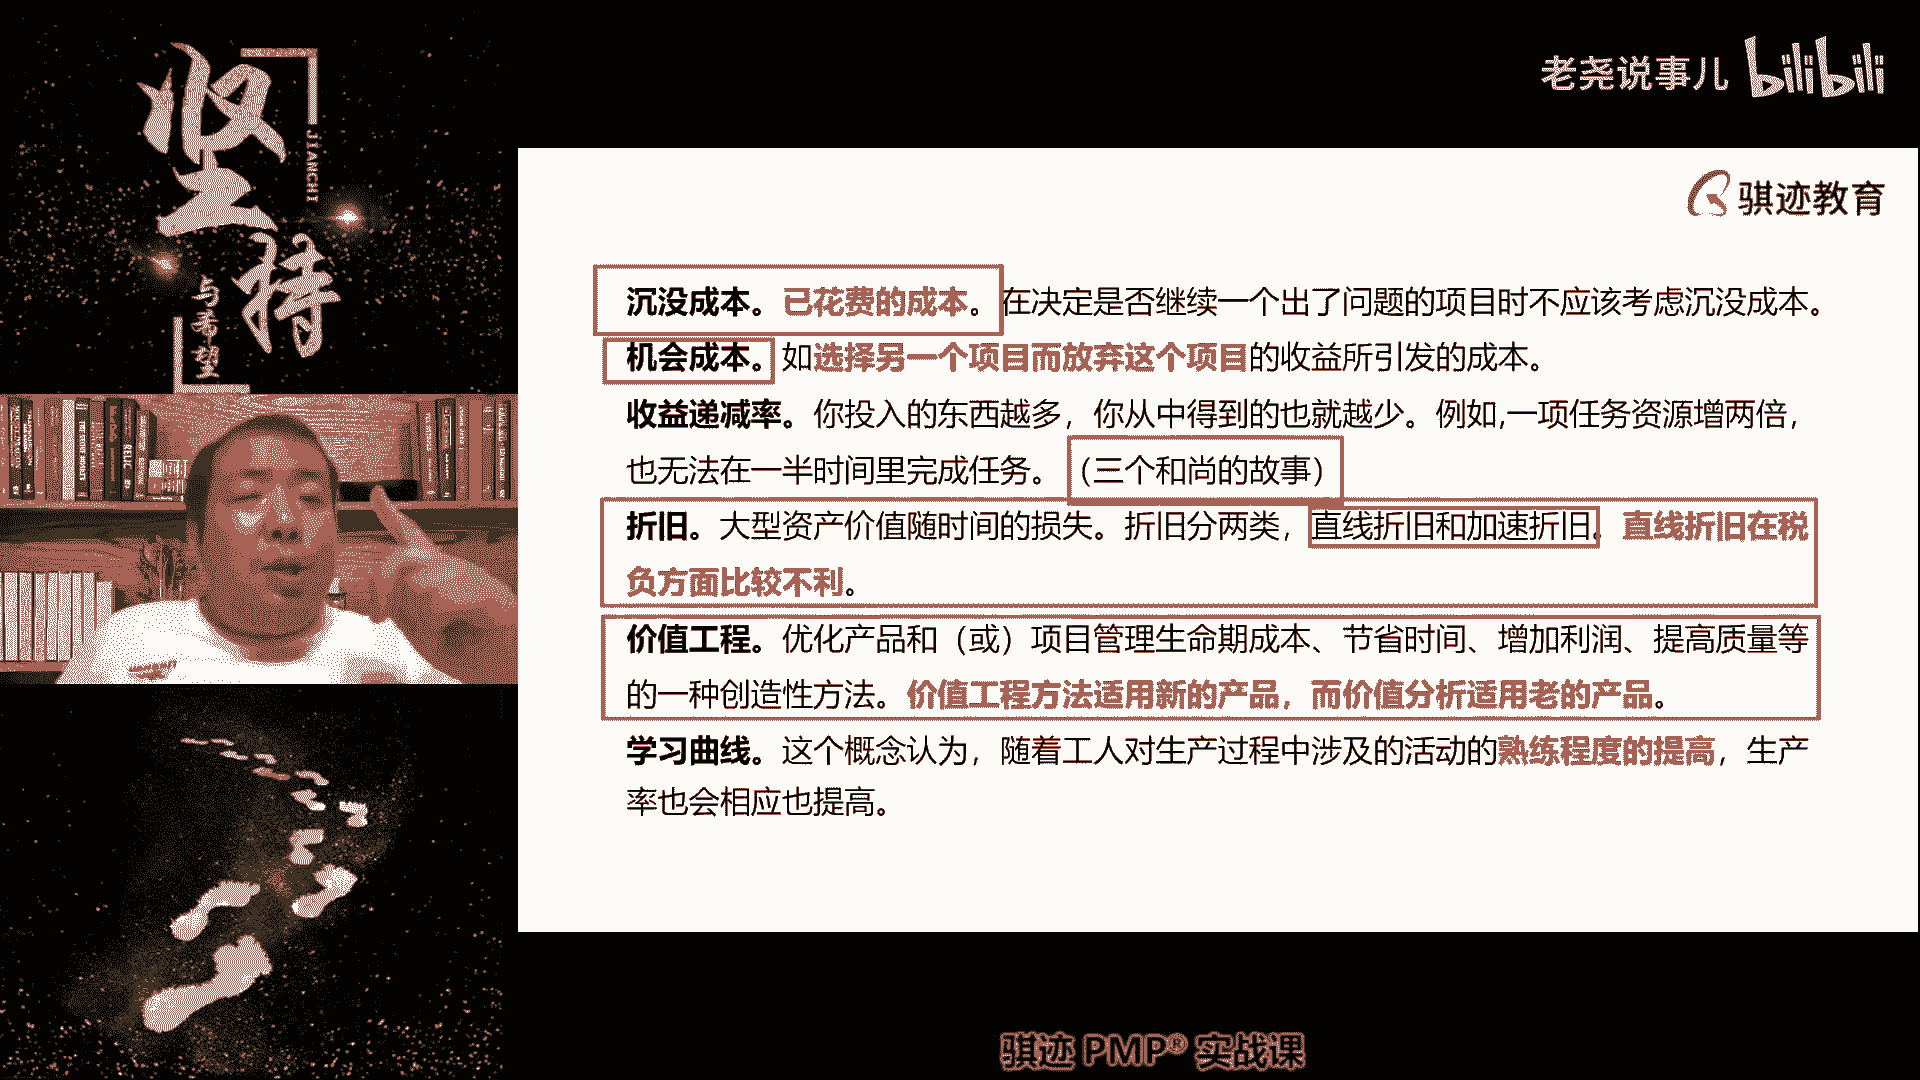 坚持
JIANCHI
与希望
老尧说事儿 bilibili
骐迹教育
沉没成本。已花费的成本。在决定是否继续一个出了问题的项目时不应该考虑沉没成本。
机会成本。如选择另一个项目而放弃这个项目的收益所引发的成本。
收益递减率。你投入的东西越多，你从中得到的也就越少。例如,一项任务资源增两倍，
也无法在一半时间里完成任务。（三个和尚的故事）
折旧。大型资产价值随时间的损失。折旧分两类，直线折旧和加速折旧。直线折旧在税
负方面比较不利。
价值工程。优化产品和（或）项目管理生命期成本、节省时间、增加利润、提高质量等
的一种创造性方法。价值工程方法适用新的产品，而价值分析适用老的产品。
学习曲线。这个概念认为，随着工人对生产过程中涉及的活动的熟练程度的提高，生产
率也会相应也提高。
骐迹 PMP® 实战课